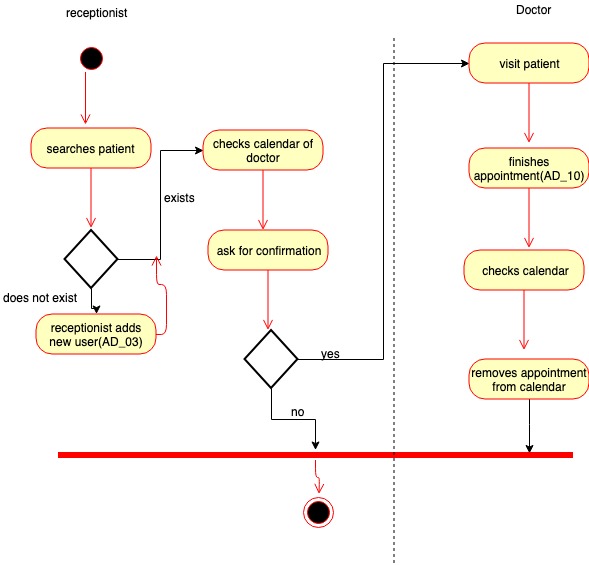 receptionist
Doctor
searches patient
exists
does not exist
receptionist adds
new user(AD_03)
checks calendar of
doctor
ask for confirmation
yes
no
visit patient
finishes
appointment(AD_10)
checks calendar
removes appointment
from calendar